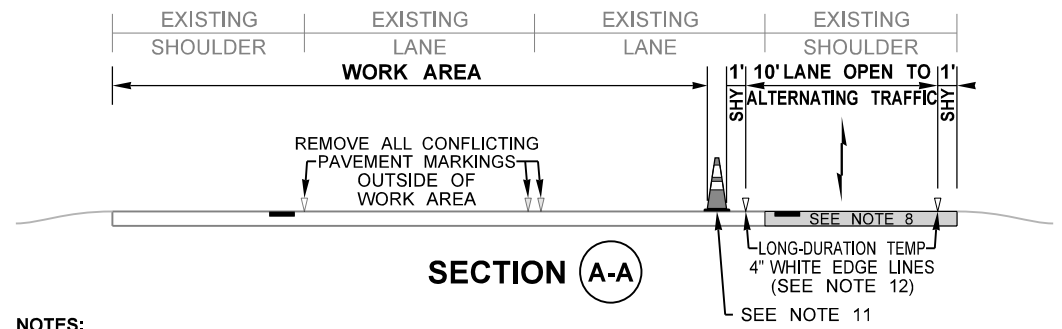 EXISTING EXISTING EXISTING EXISTING
SHOULDER LANE LANE SHOULDER
WORK AREA 1' 10' LANE OPEN TO 1'
SHY ALTERNATING TRAFFIC SHY
REMOVE ALL CONFLICTING
PAVEMENT MARKINGS
OUTSIDE OF
WORK AREA
SEE NOTE 8
LONG-DURATION TEMP
4" WHITE EDGE LINES
(SEE NOTE 12)
SECTION A-A
SEE NOTE 11
NOTES: